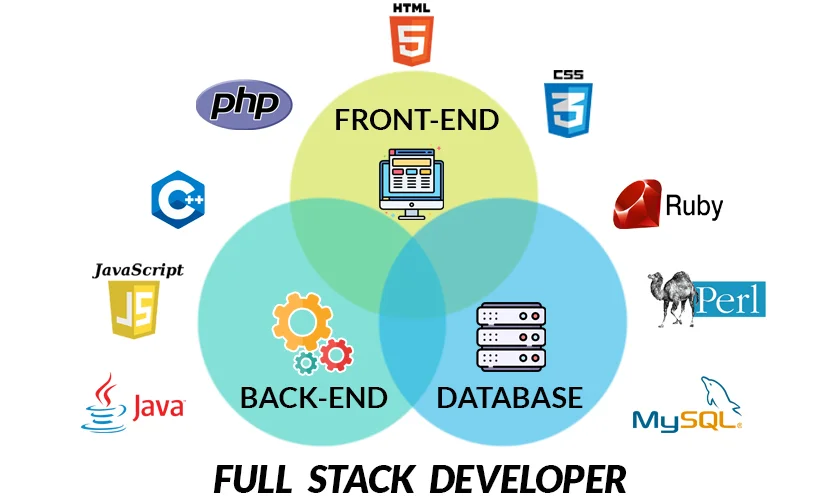 HTML
5
CSS
3
php
FRONT-END
C++
Ruby
JavaScript
JS
Perl
BACK-END
DATABASE
Java
MySQL
FULL STACK DEVELOPER